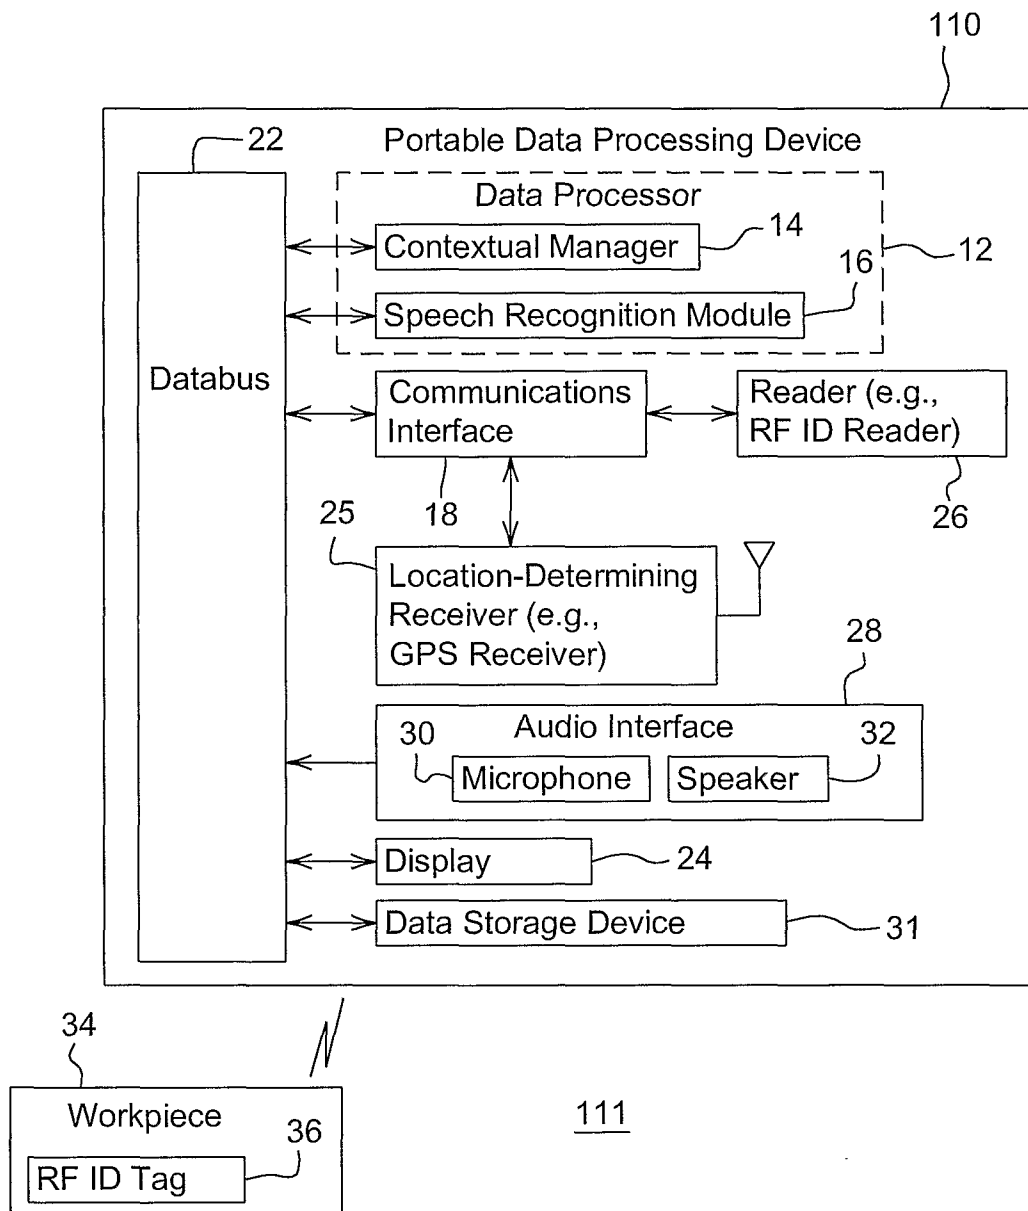 110
22
Portable Data Processing Device
Data Processor
Contextual Manager
14
12
16
Speech Recognition Module
Databus
Communications
Interface
Reader (e.g.,
RF ID Reader)
18
26
25
Location-Determining
Receiver (e.g.,
GPS Receiver)
28
Audio Interface
30
32
Microphone
Speaker
Display
24
Data Storage Device
31
34
Workpiece
36
RF ID Tag
111